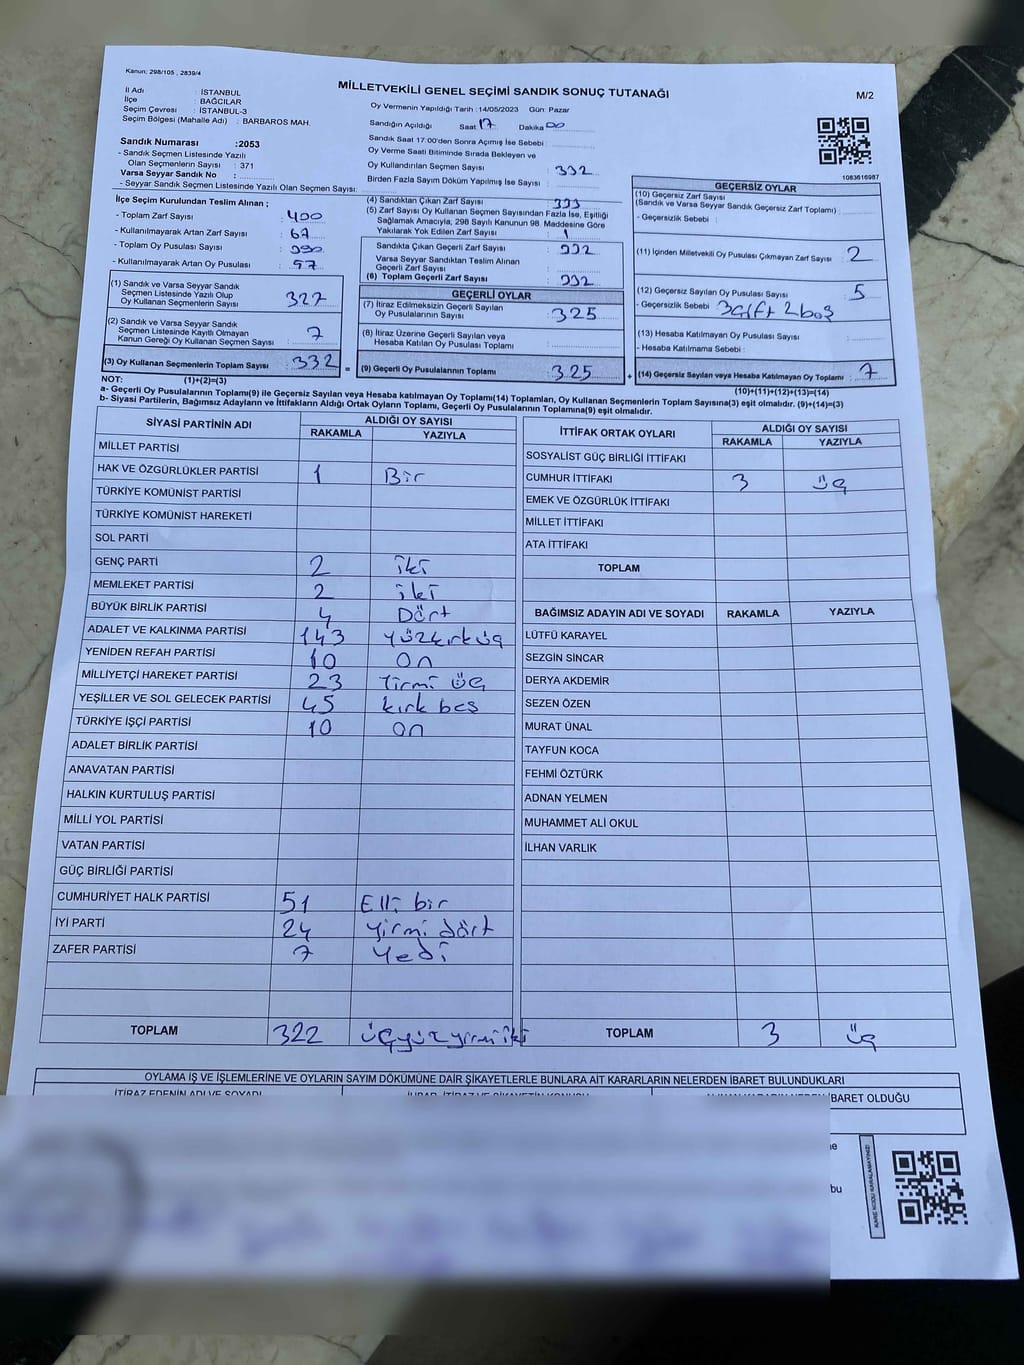 Kanun: 298/105 , 2839/4
MİLLETVEKİLİ GENEL SEÇİMİ SANDIK SONUÇ TUTANAĞI
M/2
İl Adı : İSTANBUL
İlçe : BAĞCILAR
Seçim Çevresi : İSTANBUL-3
Seçim Bölgesi (Mahalle Adı) : BARBAROS MAH.
Oy Vermenin Yapıldığı Tarih :14/05/2023 Gün: Pazar
Sandığın Açıldığı Saat 17 Dakika 00
Sandık Saat 17:00'den Sonra Açımış İse Sebebi :
Oy Verme Saati Bitiminde Sırada Bekleyen ve
Oy Kullandırılan Seçmen Sayısı : 332
Birden Fazla Sayım Döküm Yapılmış İse Sayısı :
1083616987
Sandık Numarası :2053
- Sandık Seçmen Listesinde Yazılı
Olan Seçmenlerin Sayısı : 371
Varsa Seyyar Sandık No :
- Seyyar Sandık Seçmen Listesinde Yazılı Olan Seçmen Sayısı:
İlçe Seçim Kurulundan Teslim Alınan ;
- Toplam Zarf Sayısı : 400
- Kullanılmayarak Artan Zarf Sayısı :
- Toplam Oy Pusulası Sayısı :
- Kullanılmayarak Artan Oy Pusulası :
(1) Sandık ve Varsa Seyyar Sandık
Seçmen Listesinde Yazılı Olup
Oy Kullanan Seçmenlerin Sayısı : 327
(2) Sandık ve Varsa Seyyar Sandık
Seçmen Listesinde Kayıtlı Olmayan
Kanun Gereği Oy Kullanan Seçmen Sayısı : 7
(3) Oy Kullanan Seçmenlerin Toplam Sayısı : 332
(4) Sandıktan Çıkan Zarf Sayısı : 333
(5) Zarf Sayısı Oy Kullanan Seçmen Sayısından Fazla İse, Eşitliği
Sağlamak Amacıyla, 298 Sayılı Kanunun 98. Maddesine Göre
Yakılarak Yok Edilen Zarf Sayısı : 1
Sandıkta Çıkan Geçerli Zarf Sayısı : 332
Varsa Seyyar Sandıktan Teslim Alınan
Geçerli Zarf Sayısı :
(6) Toplam Geçerli Zarf Sayısı : 332
GEÇERLİ OYLAR
(7) İtiraz Edilmeksizin Geçerli Sayılan
Oy Pusulalarının Sayısı : 325
(8) İtiraz Üzerine Geçerli Sayılan veya
Hesaba Katılan Oy Pusulası Toplamı :
= (9) Geçerli Oy Pusulalarının Toplamı : 325
GEÇERSİZ OYLAR
(10) Geçersiz Zarf Sayısı
(Sandık ve Varsa Seyyar Sandık Geçersiz Zarf Toplamı) :
- Geçersizlik Sebebi :
(11) İçinden Milletvekili Oy Pusulası Çıkmayan Zarf Sayısı : 2
(12) Geçersiz Sayılan Oy Pusulası Sayısı : 5
- Geçersizlik Sebebi : 3 çift 2 boş
(13) Hesaba Katılmayan Oy Pusulası Sayısı :
- Hesaba Katılmama Sebebi :
+ (14) Geçersiz Sayılan veya Hesaba Katılmayan Oy Toplamı : 7
NOT: (1)+(2)=(3)
(10)+(11)+(12)+(13)=(14)
a- Geçerli Oy Pusulalarının Toplamı(9) ile Geçersiz Sayılan veya Hesaba katılmayan Oy Toplamı(14) Toplamları, Oy Kullanan Seçmenlerin Toplam Sayısına(3) eşit olmalıdır. (9)+(14)=(3)
b- Siyasi Partilerin, Bağımsız Adayların ve İttifakların Aldığı Ortak Oyların Toplamı, Geçerli Oy Pusulalarının Toplamına(9) eşit olmalıdır.
SİYASİ PARTİNİN ADI ALDIĞI OY SAYISI
RAKAMLA YAZIYLA
MİLLET PARTİSİ
HAK VE ÖZGÜRLÜKLER PARTİSİ 1 Bir
TÜRKİYE KOMÜNİST PARTİSİ
TÜRKİYE KOMÜNİST HAREKETİ
SOL PARTİ
GENÇ PARTİ 2 iki
MEMLEKET PARTİSİ 2 iki
BÜYÜK BİRLİK PARTİSİ 4 Dört
ADALET VE KALKINMA PARTİSİ 143 Yüzkırküç
YENİDEN REFAH PARTİSİ 10 On
MİLLİYETÇİ HAREKET PARTİSİ 23 Yirmi üç
YEŞİLLER VE SOL GELECEK PARTİSİ 45 kırk beş
TÜRKİYE İŞÇİ PARTİSİ 10 on
ADALET BİRLİK PARTİSİ
ANAVATAN PARTİSİ
HALKIN KURTULUŞ PARTİSİ
MİLLİ YOL PARTİSİ
VATAN PARTİSİ
GÜÇ BİRLİĞİ PARTİSİ
CUMHURİYET HALK PARTİSİ 51 Elli bir
İYİ PARTİ 24 Yirmi dört
ZAFER PARTİSİ 7 Yedi
TOPLAM 322 üçyüzyirmiiki
İTTİFAK ORTAK OYLARI ALDIĞI OY SAYISI
RAKAMLA YAZIYLA
SOSYALİST GÜÇ BİRLİĞİ İTTİFAKI
CUMHUR İTTİFAKI 3 üç
EMEK VE ÖZGÜRLÜK İTTİFAKI
MİLLET İTTİFAKI
ATA İTTİFAKI
TOPLAM
BAĞIMSIZ ADAYIN ADI VE SOYADI RAKAMLA YAZIYLA
LÜTFÜ KARAYEL
SEZGİN SİNCAR
DERYA AKDEMİR
SEZEN ÖZEN
MURAT ÜNAL
TAYFUN KOCA
FEHMİ ÖZTÜRK
ADNAN YELMEN
MUHAMMET ALİ OKUL
İLHAN VARLIK
TOPLAM 3 üç
OYLAMA İŞ VE İŞLEMLERİNE VE OYLARIN SAYIM DÖKÜMÜNE DAİR ŞİKAYETLERLE BUNLARA AİT KARARLARIN NELERDEN İBARET BULUNDUKLARI
İTİRAZ EDENİN ADI VE SOYADI İBARET OLDUĞU
bu
KARE KODU KARALAMAYINIZ!